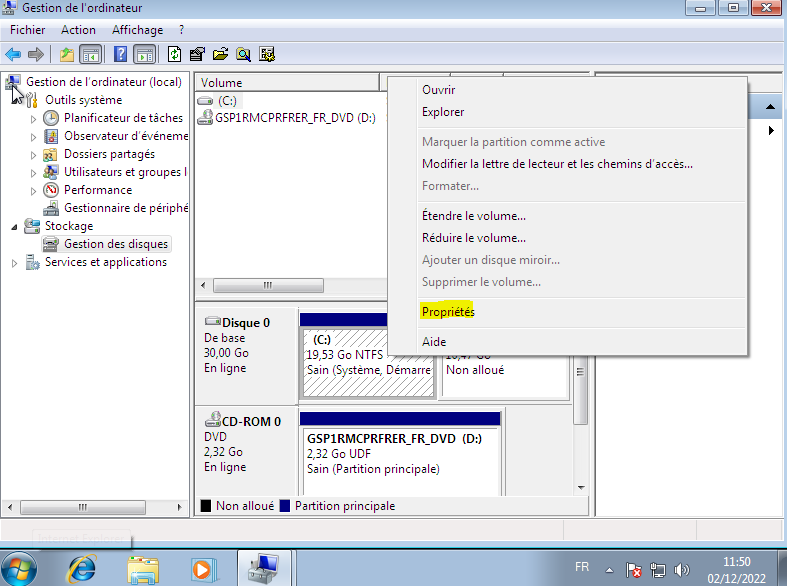 Gestion de l'ordinateur
Fichier Action Affichage ?
Gestion de l'ordinateur (local)
Outils système
Planificateur de tâches
Observateur d'événeme
Dossiers partagés
Utilisateurs et groupes l
Performance
Gestionnaire de périphé
Stockage
Gestion des disques
Services et applications
Volume
(C:)
GSP1RMCPRFRER_FR_DVD (D:)
Ouvrir
Explorer
Marquer la partition comme active
Modifier la lettre de lecteur et les chemins d'accès...
Formater...
Étendre le volume...
Réduire le volume...
Ajouter un disque miroir...
Supprimer le volume...
Propriétés
Aide
Disque 0
De base
30,00 Go
En ligne
(C:)
19,53 Go NTFS
Sain (Système, Démarre
Non alloué
CD-ROM 0
DVD
2,32 Go
En ligne
GSP1RMCPRFRER_FR_DVD (D:)
2,32 Go UDF
Sain (Partition principale)
Non alloué Partition principale
Internet Explorer
FR
11:50
02/12/2022